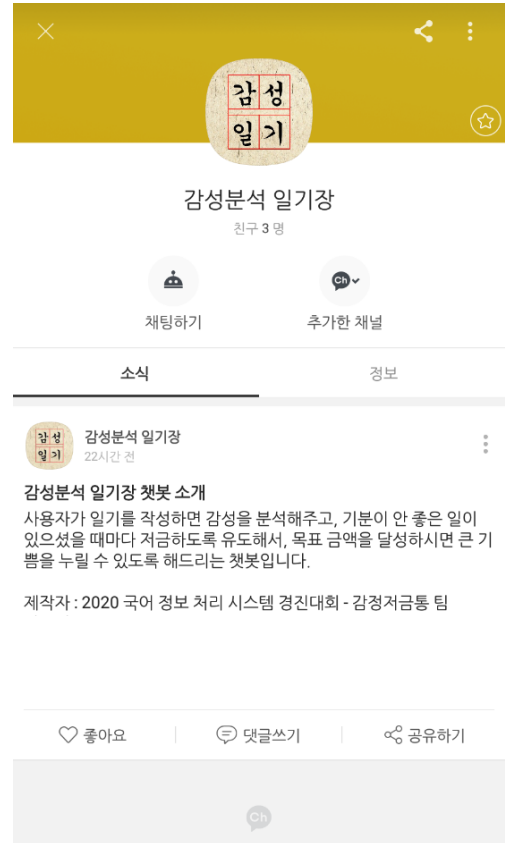 감성
일기
감성분석 일기장
친구 3 명
채팅하기
Ch
추가한 채널
소식
정보
감성
일기
감성분석 일기장
22시간 전
감성분석 일기장 챗봇 소개
사용자가 일기를 작성하면 감성을 분석해주고, 기분이 안 좋은 일이
있으셨을 때마다 저금하도록 유도해서, 목표 금액을 달성하시면 큰 기
쁨을 누릴 수 있도록 해드리는 챗봇입니다.
제작자 : 2020 국어 정보 처리 시스템 경진대회 - 감정저금통 팀
좋아요
댓글쓰기
공유하기
Ch